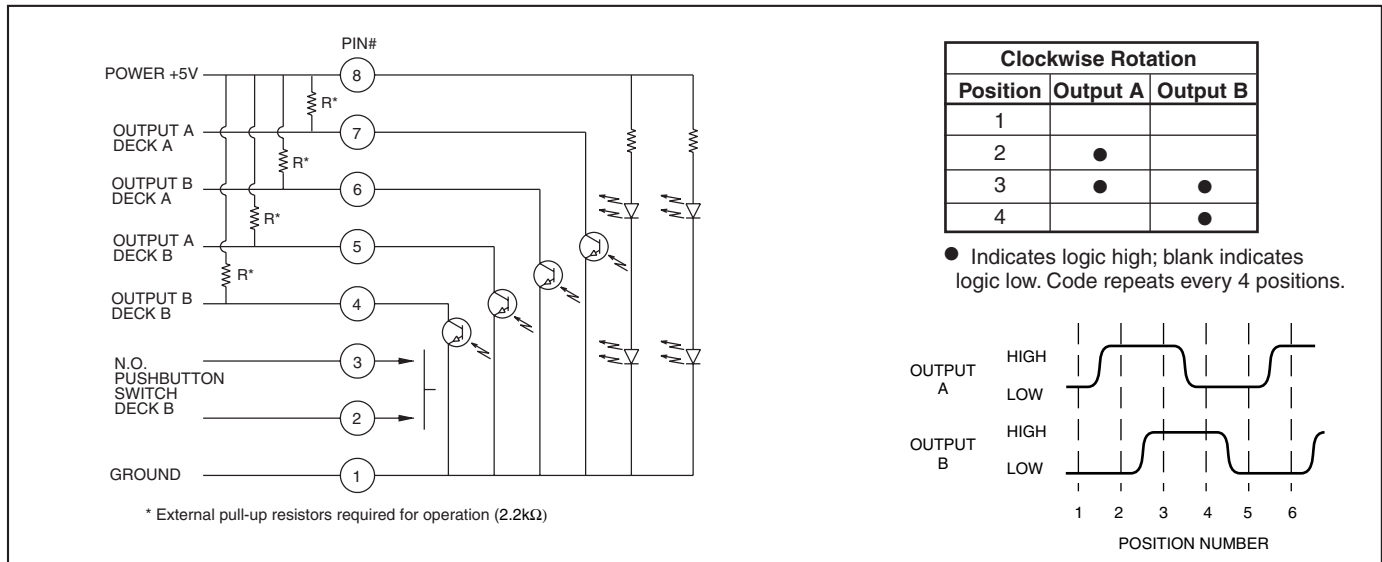 PIN#
POWER +5V
8
R*
OUTPUT A
DECK A
7
R*
OUTPUT B
DECK A
6
R*
OUTPUT A
DECK B
5
R*
OUTPUT B
DECK B
4
N.O.
PUSHBUTTON
SWITCH
DECK B
3
2
GROUND
1
* External pull-up resistors required for operation (2.2kΩ)
Clockwise Rotation
Position Output A Output B
1
2 ●
3 ● ●
4 ●
● Indicates logic high; blank indicates
logic low. Code repeats every 4 positions.
OUTPUT
A
HIGH
LOW
OUTPUT
B
HIGH
LOW
1 2 3 4 5 6
POSITION NUMBER